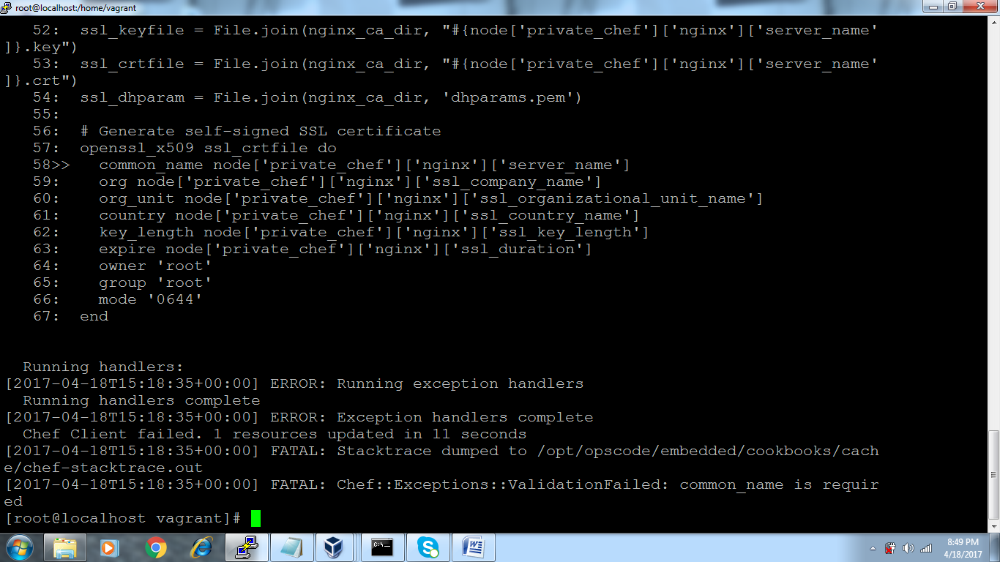 root@localhost:/home/vagrant
52: ssl_keyfile = File.join(nginx_ca_dir, "#{node['private_chef']['nginx']['server_name'
]}.key")
53: ssl_crtfile = File.join(nginx_ca_dir, "#{node['private_chef']['nginx']['server_name'
]}.crt")
54: ssl_dhparam = File.join(nginx_ca_dir, 'dhparams.pem')
55:
56: # Generate self-signed SSL certificate
57: openssl_x509 ssl_crtfile do
58>> common_name node['private_chef']['nginx']['server_name']
59: org node['private_chef']['nginx']['ssl_company_name']
60: org_unit node['private_chef']['nginx']['ssl_organizational_unit_name']
61: country node['private_chef']['nginx']['ssl_country_name']
62: key_length node['private_chef']['nginx']['ssl_key_length']
63: expire node['private_chef']['nginx']['ssl_duration']
64: owner 'root'
65: group 'root'
66: mode '0644'
67: end
Running handlers:
[2017-04-18T15:18:35+00:00] ERROR: Running exception handlers
Running handlers complete
[2017-04-18T15:18:35+00:00] ERROR: Exception handlers complete
Chef Client failed. 1 resources updated in 11 seconds
[2017-04-18T15:18:35+00:00] FATAL: Stacktrace dumped to /opt/opscode/embedded/cookbooks/cach
e/chef-stacktrace.out
[2017-04-18T15:18:35+00:00] FATAL: Chef::Exceptions::ValidationFailed: common_name is requir
ed
[root@localhost vagrant]#
8:49 PM
4/18/2017